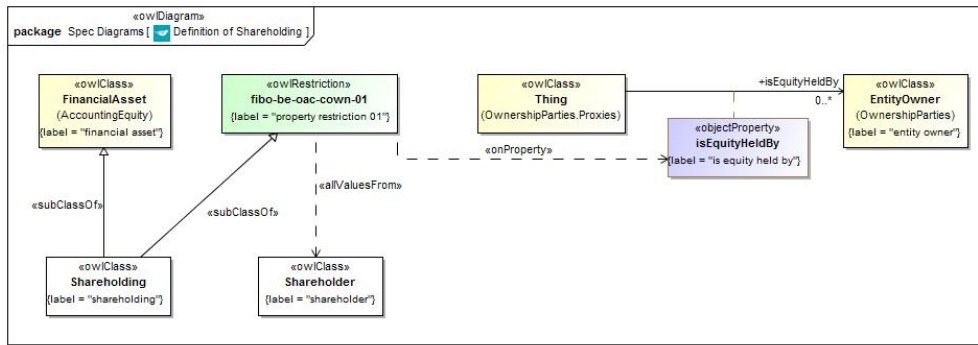 «owlDiagram»
package Spec Diagrams [ Definition of Shareholding ]
«owlClass»
FinancialAsset
(AccountingEquity)
{label = "financial asset"}
«owlRestriction»
fibo-be-oac-cown-01
{label = "property restriction 01"}
«owlClass»
Thing
(OwnershipParties.Proxies)
+isEquityHeldBy
0..*
«owlClass»
EntityOwner
(OwnershipParties)
{label = "entity owner"}
«objectProperty»
isEquityHeldBy
{label = "is equity held by"}
«onProperty»
«allValuesFrom»
«subClassOf»
«subClassOf»
«owlClass»
Shareholding
{label = "shareholding"}
«owlClass»
Shareholder
{label = "shareholder"}